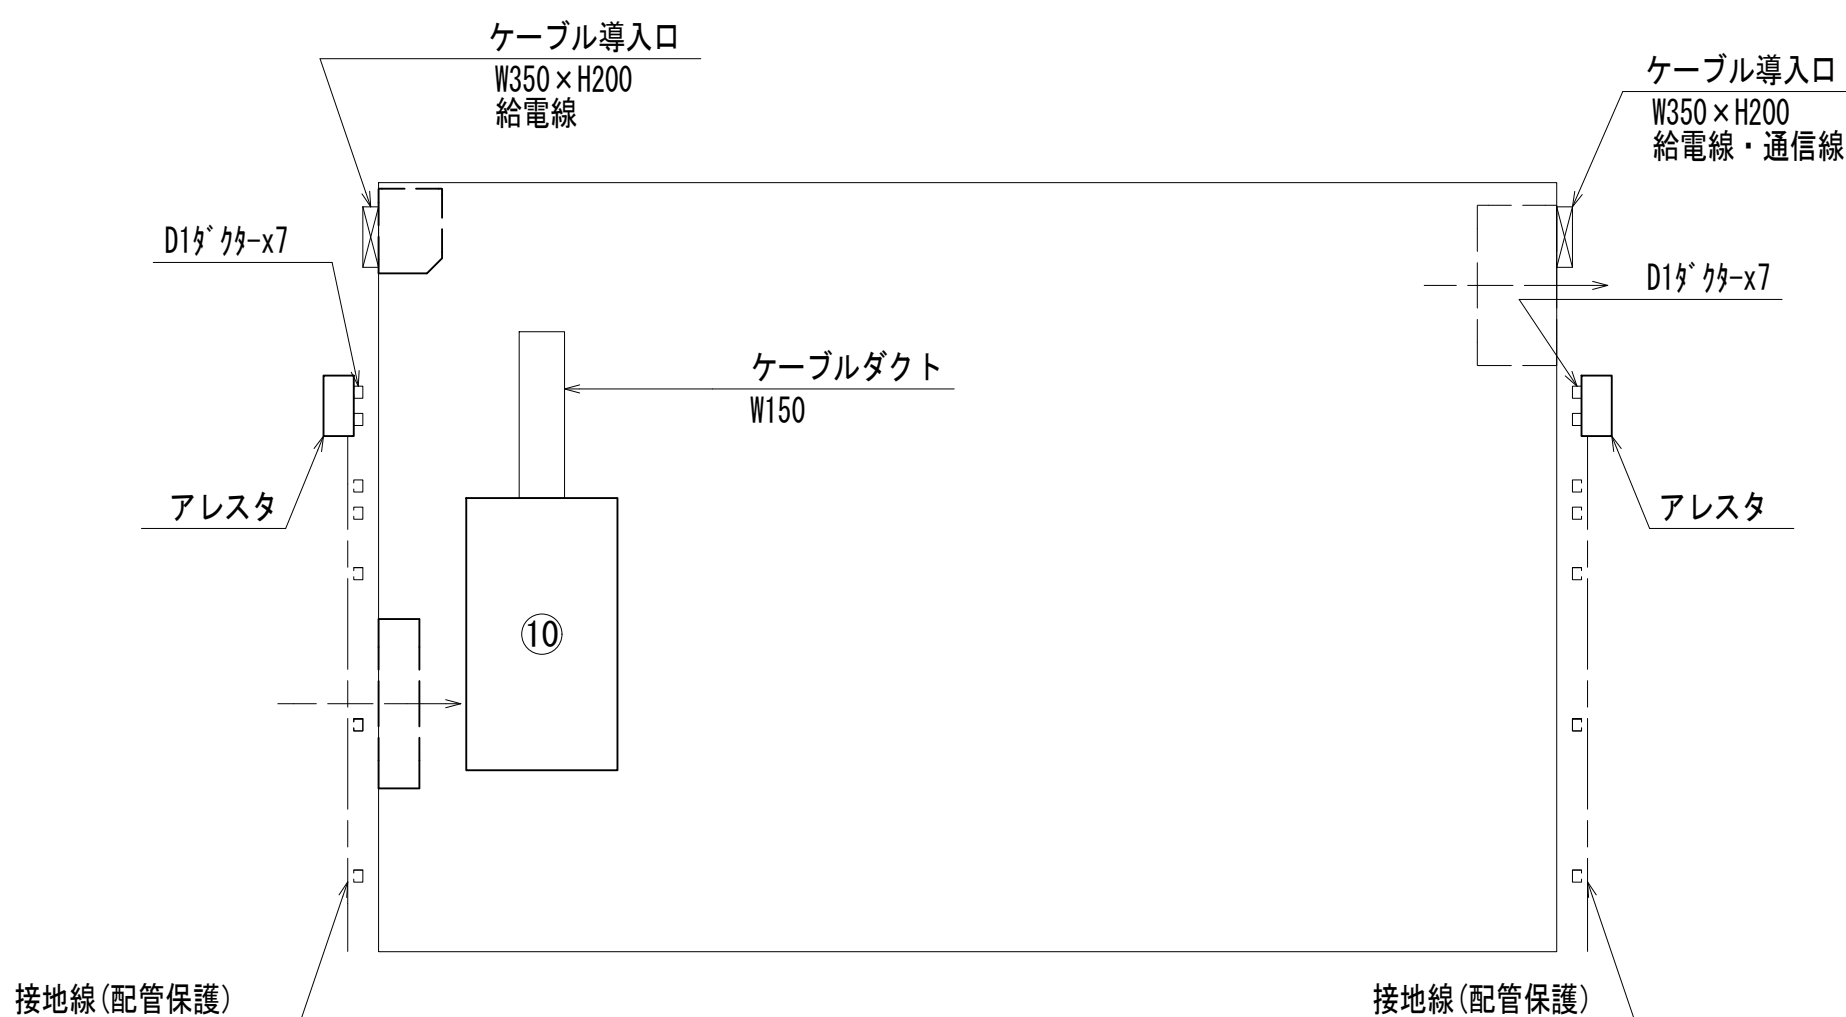 ケーブル導入口
W350×H200
給電線
ケーブル導入口
W350×H200
給電線・通信線
D1ﾀﾞｸﾀｰx7
D1ﾀﾞｸﾀｰx7
ケーブルダクト
W150
アレスタ
アレスタ
⑩
接地線(配管保護)
接地線(配管保護)